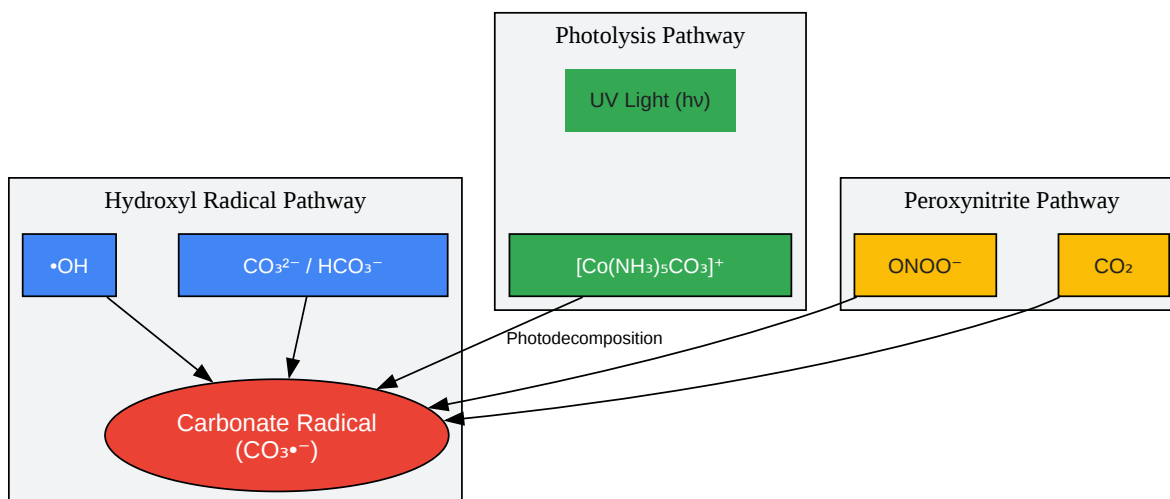 Photolysis Pathway
UV Light (hν)
Hydroxyl Radical Pathway
Peroxynitrite Pathway
•OH
CO₃²⁻ / HCO₃⁻
[Co(NH₃)₅CO₃]⁺
ONOO⁻
CO₂
Photodecomposition
Carbonate Radical
(CO₃•⁻)